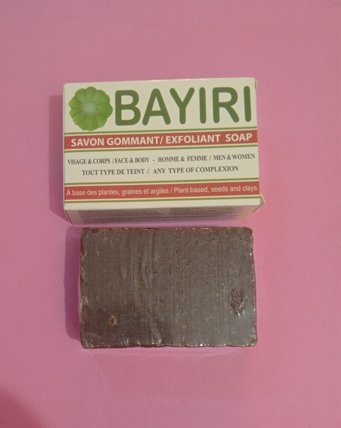 BAYIRI
SAVON GOMMANT/ EXFOLIANT SOAP
VISAGE & CORPS / FACE & BODY - HOMME & FEMME / MEN & WOMEN
TOUT TYPE DE TEINT / ANY TYPE OF COMPLEXION
A base des plantes, graines et argiles / Plant-based, seeds and clays